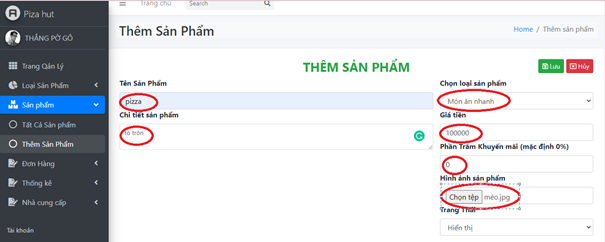 Piza hut
Trang chủ
Search
THẮNG PỜ GỒ
Thêm Sản Phẩm
Home / Thêm sản phẩm
Trang Quản Lý
Loại Sản Phẩm
Sản phẩm
Tất Cả Sản phẩm
Thêm Sản Phẩm
Đơn Hàng
Thống kê
Nhà cung cấp
Tài khoản
THÊM SẢN PHẨM
Lưu
Hủy
Tên Sản Phẩm
pizza
Chi tiết sản phẩm
to tròn
Chọn loại sản phẩm
Món ăn nhanh
Giá tiền
100000
Phần Trăm Khuyến mãi (mặc định 0%)
0
Hình ảnh sản phẩm
Chọn tệp mèo.jpg
Trạng Thái
Hiển thị